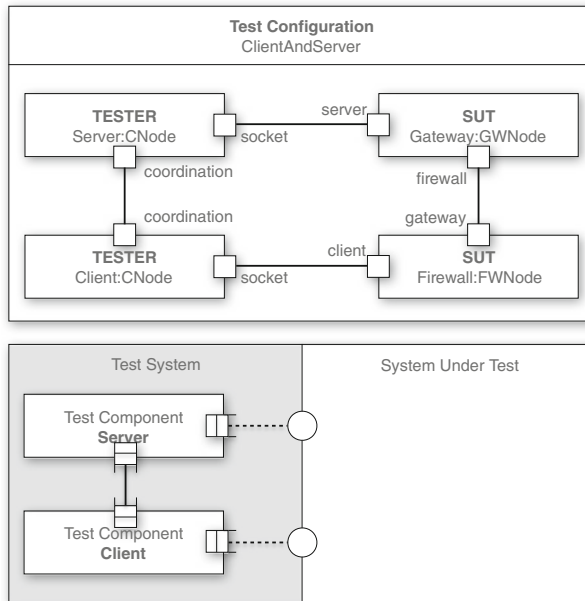 Test Configuration
ClientAndServer
TESTER
Server:CNode
server
socket
SUT
Gateway:GWNode
coordination
firewall
coordination
gateway
TESTER
Client:CNode
client
socket
SUT
Firewall:FWNode
Test System
System Under Test
Test Component
Server
Test Component
Client